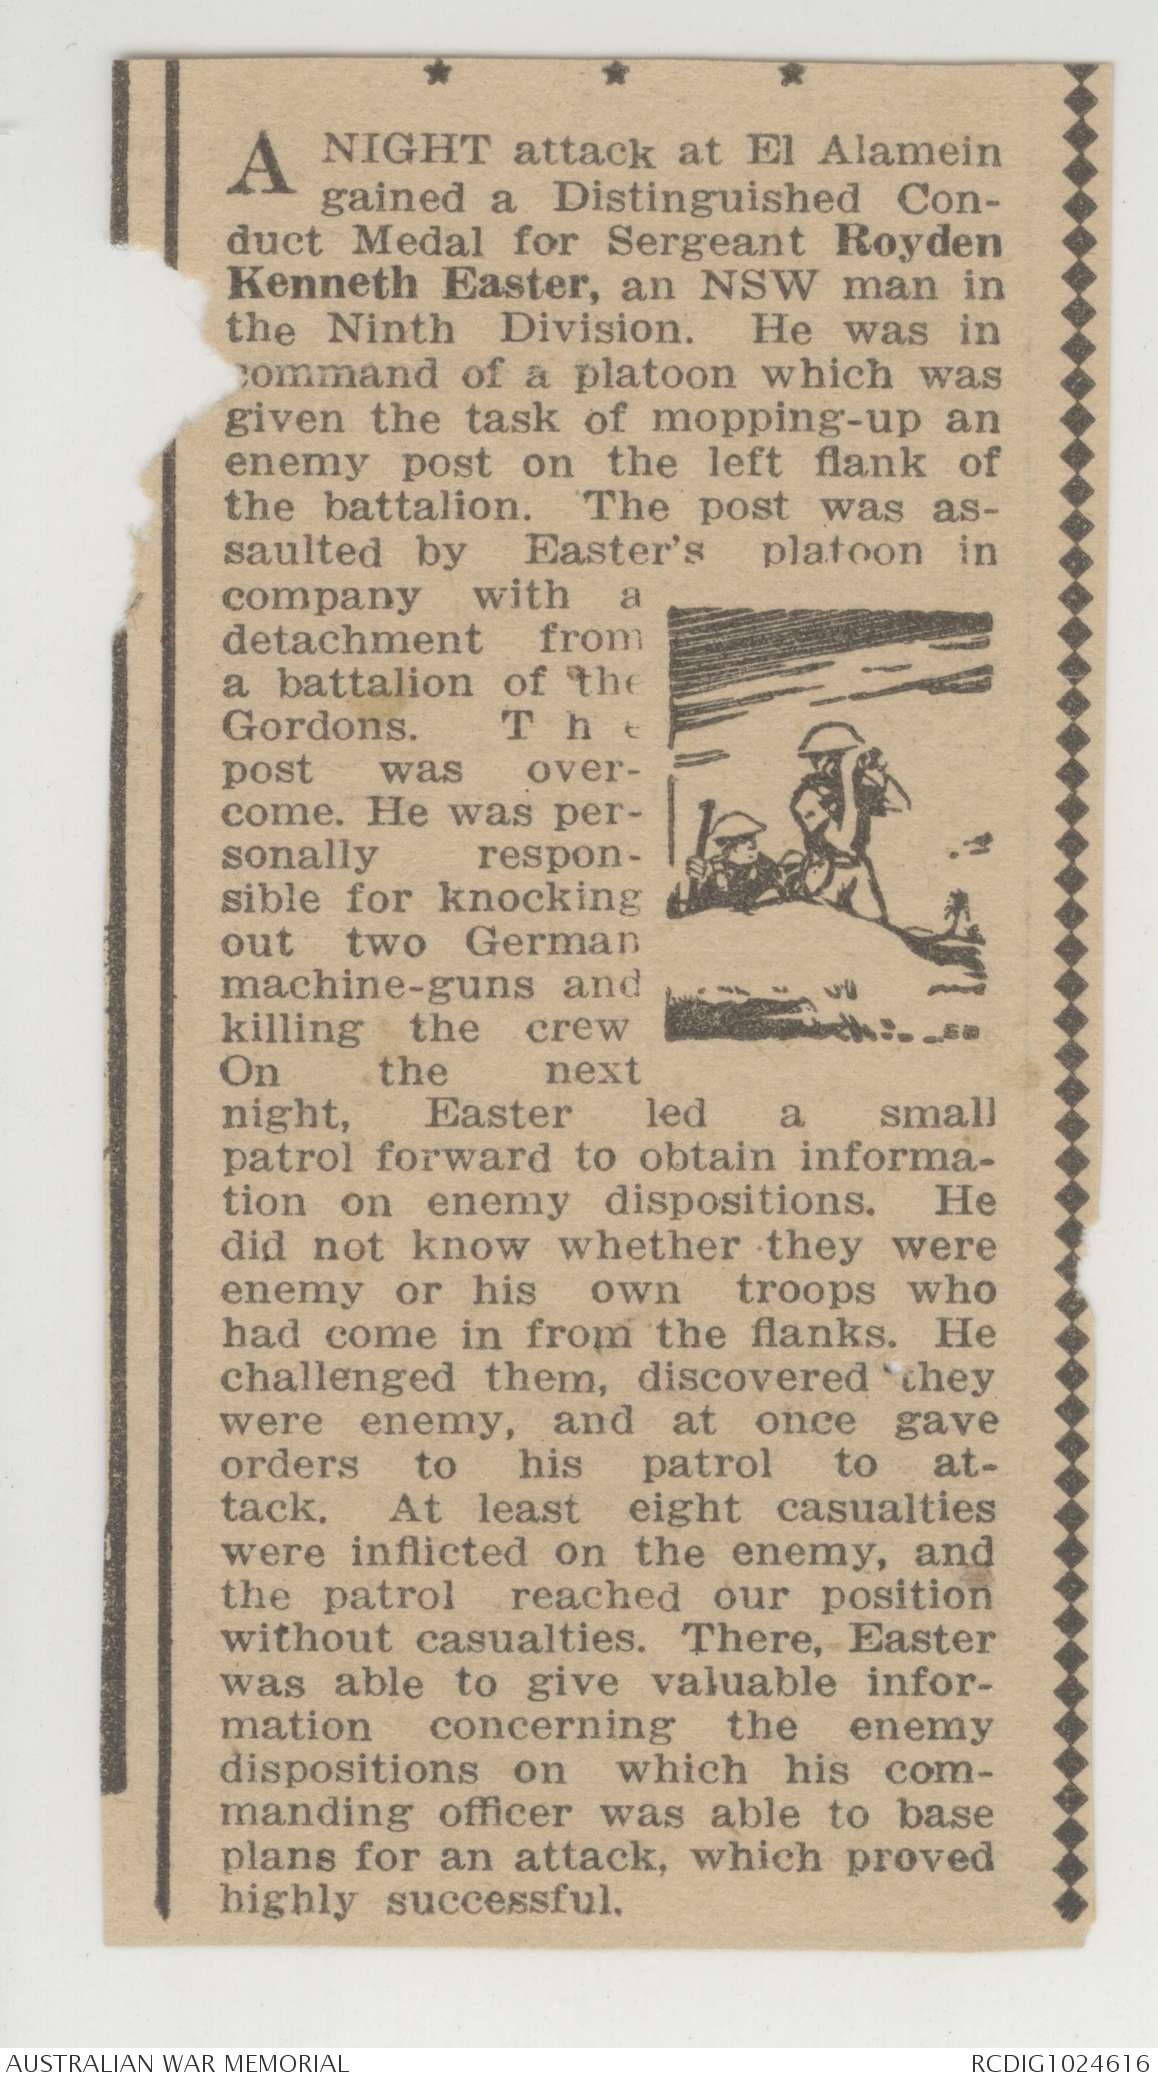 A NIGHT attack at El Alamein
gained a Distinguished Con-
duct Medal for Sergeant Royden
Kenneth Easter, an NSW man in
the Ninth Division. He was in
command of a platoon which was
given the task of mopping-up an
enemy post on the left flank of
the battalion. The post was as-
saulted by Easter's platoon in
company with a
detachment from
a battalion of the
Gordons. The
post was over-
come. He was per-
sonally respon-
sible for knocking
out two German
machine-guns and
killing the crew
On the next
night, Easter led a small
patrol forward to obtain informa-
tion on enemy dispositions. He
did not know whether they were
enemy or his own troops who
had come in from the flanks. He
challenged them, discovered they
were enemy, and at once gave
orders to his patrol to at-
tack. At least eight casualties
were inflicted on the enemy, and
the patrol reached our position
without casualties. There, Easter
was able to give valuable infor-
mation concerning the enemy
dispositions on which his com-
manding officer was able to base
plans for an attack, which proved
highly successful.
AUSTRALIAN WAR MEMORIAL
RCDIG1024616